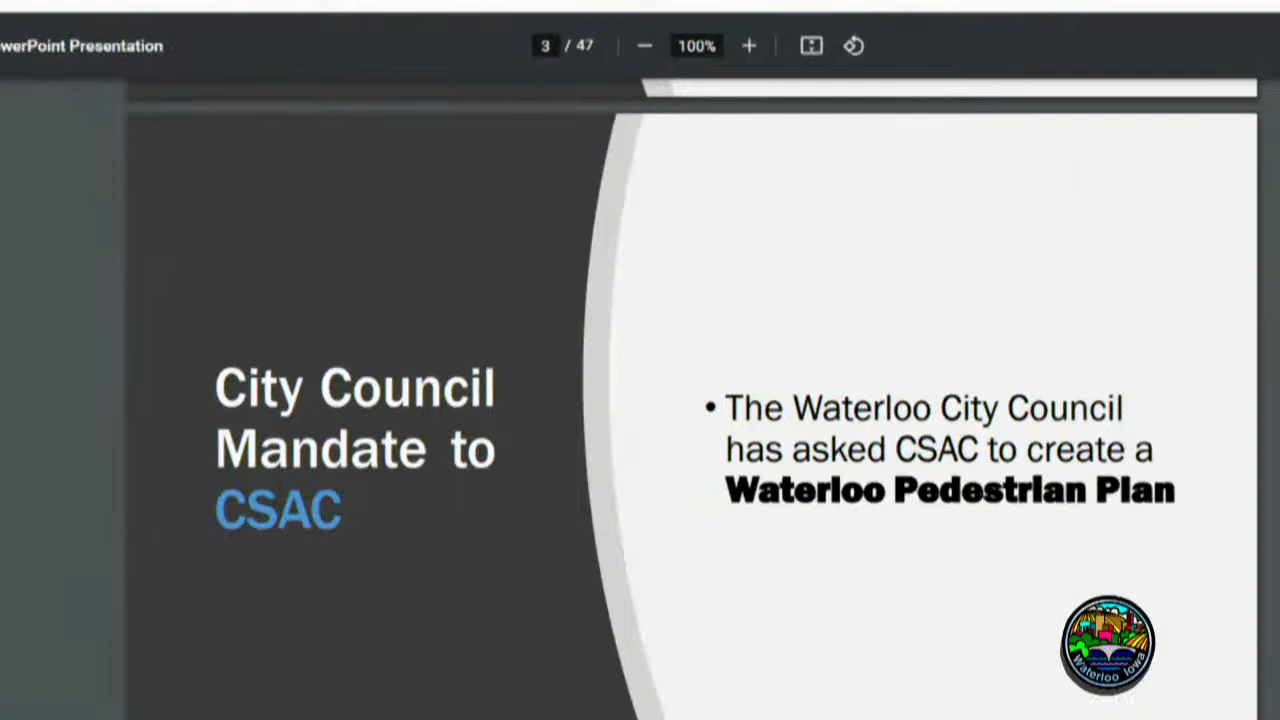 werPoint Presentation
3 / 47
100%
City Council
Mandate to
CSAC
• The Waterloo City Council
has asked CSAC to create a
Waterloo Pedestrian Plan
Waterloo Iowa